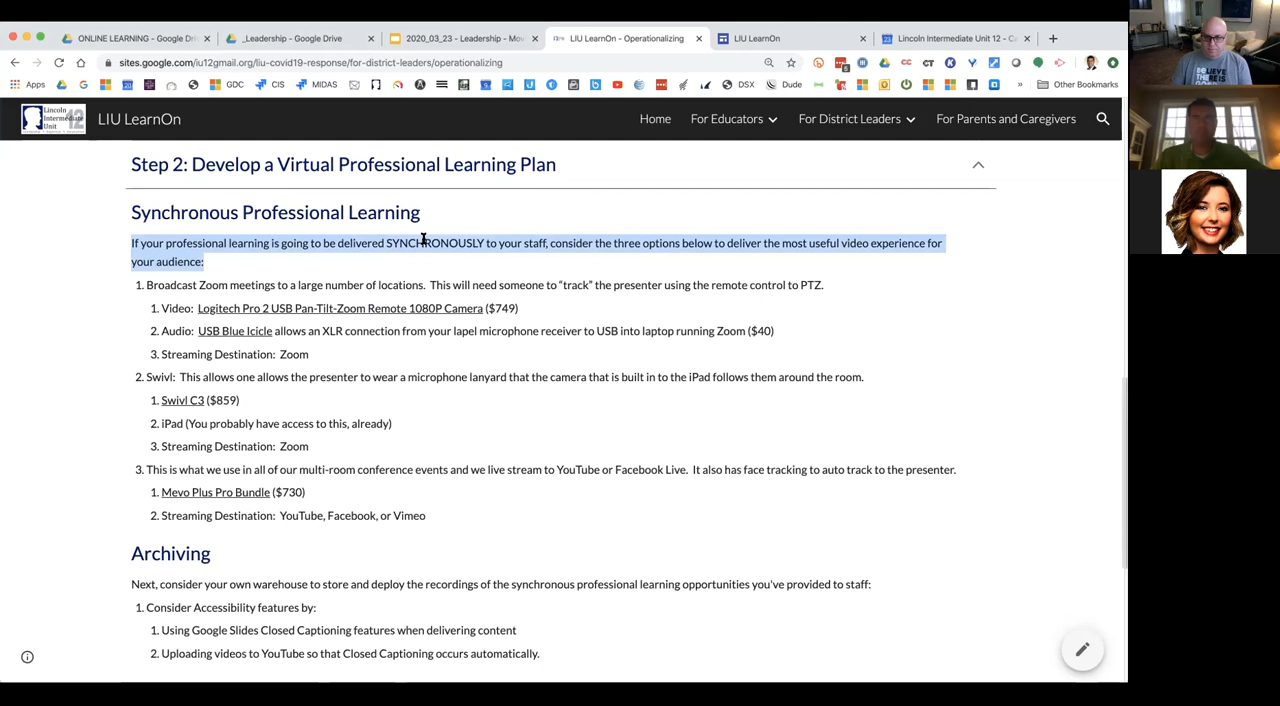 ONLINE LEARNING - Google Dri
_Leadership - Google Drive
2020_03_23 - Leadership - Mov
LIU LearnOn - Operationalizing
LIU LearnOn
Lincoln Intermediate Unit 12 - Ca
sites.google.com/iu12gmail.org/liu-covid19-response/for-district-leaders/operationalizing
Apps GDC CIS MIDAS DSX Dude » Other Bookmarks
Lincoln
Intermediate
Unit 12
LIU LearnOn
Home For Educators For District Leaders For Parents and Caregivers
Step 2: Develop a Virtual Professional Learning Plan
Synchronous Professional Learning
If your professional learning is going to be delivered SYNCHRONOUSLY to your staff, consider the three options below to deliver the most useful video experience for
your audience:
1. Broadcast Zoom meetings to a large number of locations. This will need someone to “track” the presenter using the remote control to PTZ.
1. Video: Logitech Pro 2 USB Pan-Tilt-Zoom Remote 1080P Camera ($749)
2. Audio: USB Blue Icicle allows an XLR connection from your lapel microphone receiver to USB into laptop running Zoom ($40)
3. Streaming Destination: Zoom
2. Swivl: This allows one allows the presenter to wear a microphone lanyard that the camera that is built in to the iPad follows them around the room.
1. Swivl C3 ($859)
2. iPad (You probably have access to this, already)
3. Streaming Destination: Zoom
3. This is what we use in all of our multi-room conference events and we live stream to YouTube or Facebook Live. It also has face tracking to auto track to the presenter.
1. Mevo Plus Pro Bundle ($730)
2. Streaming Destination: YouTube, Facebook, or Vimeo
Archiving
Next, consider your own warehouse to store and deploy the recordings of the synchronous professional learning opportunities you've provided to staff:
1. Consider Accessibility features by:
1. Using Google Slides Closed Captioning features when delivering content
2. Uploading videos to YouTube so that Closed Captioning occurs automatically.